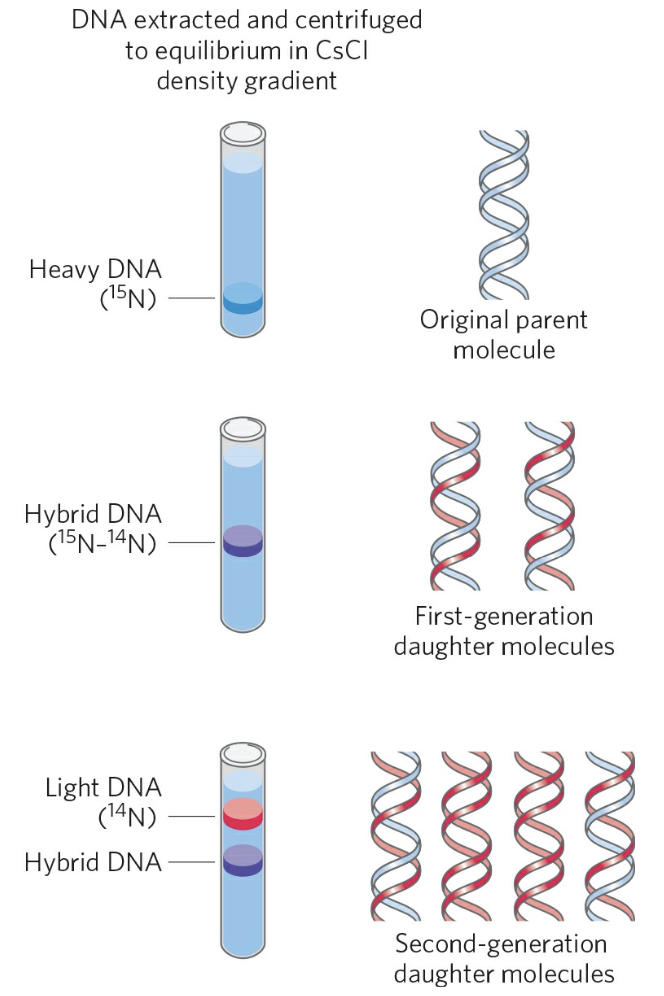 DNA extracted and centrifuged
to equilibrium in CsCl
density gradient
Heavy DNA
(¹⁵N)
Original parent
molecule
Hybrid DNA
(¹⁵N–¹⁴N)
First-generation
daughter molecules
Light DNA
(¹⁴N)
Hybrid DNA
Second-generation
daughter molecules